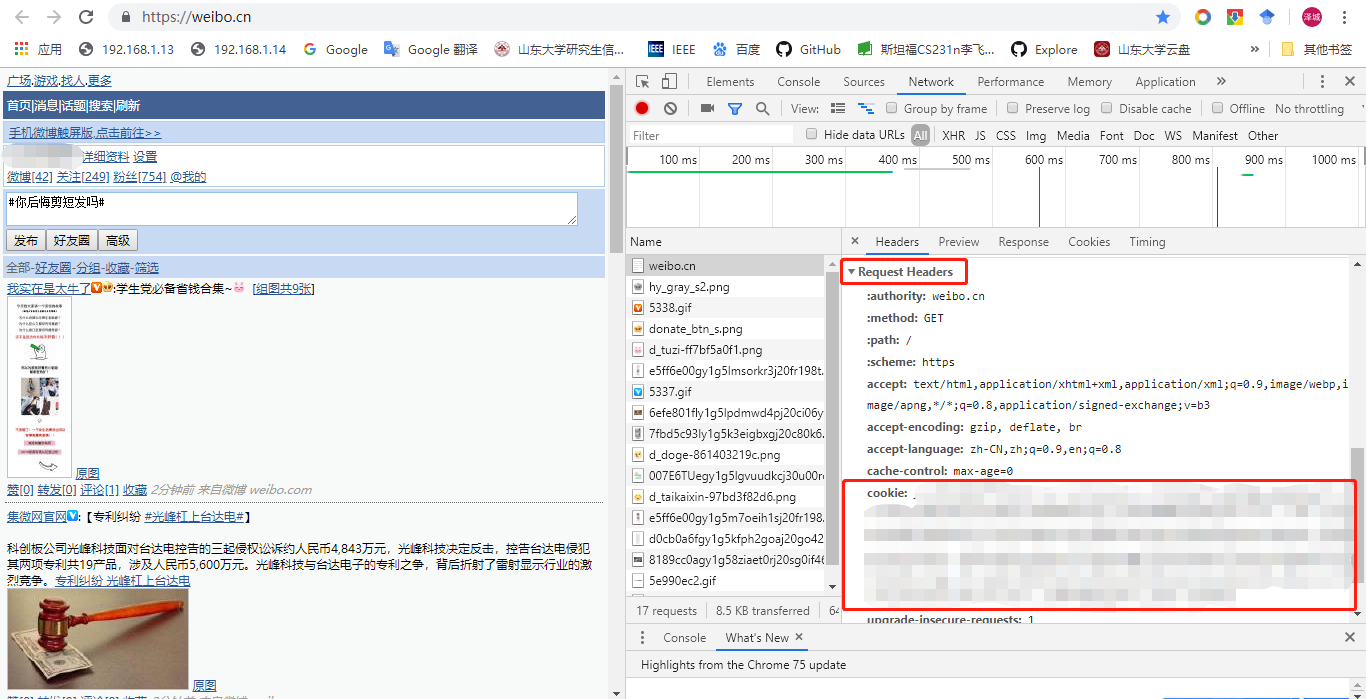 https://weibo.cn
泽城
应用 192.168.1.13 192.168.1.14 Google Google 翻译 山东大学研究生信... IEEE IEEE 百度 GitHub 斯坦福CS231n李飞... Explore 山东大学云盘 » 其他书签
广场,游戏,找人,更多
首页|消息|话题|搜索|刷新
手机微博触屏版,点击前往>>
详细资料 设置
微博[42] 关注[249] 粉丝[754] @我的
#你后悔剪短发吗#
发布 好友圈 高级
全部-好友圈-分组-收藏-筛选
我实在是太牛了:学生党必备省钱合集~ [组图共9张]
原图
赞[0] 转发[0] 评论[1] 收藏 2分钟前 来自微博 weibo.com
集微网官网:【专利纠纷 #光峰杠上台达电#】
科创板公司光峰科技面对台达电控告的三起侵权讼诉约人民币4,843万元，光峰科技决定反击，控告台达电侵犯
其两项专利共19产品，涉及人民币5,600万元。光峰科技与台达电子的专利之争，背后折射了雷射显示行业的激
烈竞争。专利纠纷 光峰杠上台达电
原图
Elements Console Sources Network Performance Memory Application »
View: Group by frame Preserve log Disable cache Offline No throttling
Filter Hide data URLs All XHR JS CSS Img Media Font Doc WS Manifest Other
100 ms 200 ms 300 ms 400 ms 500 ms 600 ms 700 ms 800 ms 900 ms 1000 ms
Name
weibo.cn
hy_gray_s2.png
5338.gif
donate_btn_s.png
d_tuzi-ff7bf5a0f1.png
e5ff6e00gy1g5lmsorkr3j20fr198t.
5337.gif
6efe801fly1g5lpdmwd4pj20ci06y
7fbd5c93ly1g5k3eigbxgj20c80k6.
d_doge-861403219c.png
007E6TUegy1g5lgvuudkcj30u00r
d_taikaixin-97bd3f82d6.png
e5ff6e00gy1g5m7oeih1sj20fr198.
d0cb0a6fgy1g5kfph2goaj20go42
8189cc0agy1g58ziaet0rj20sg0if4
5e990ec2.gif
17 requests 8.5 KB transferred
× Headers Preview Response Cookies Timing
Request Headers
:authority: weibo.cn
:method: GET
:path: /
:scheme: https
accept: text/html,application/xhtml+xml,application/xml;q=0.9,image/webp,i
mage/apng,*/*;q=0.8,application/signed-exchange;v=b3
accept-encoding: gzip, deflate, br
accept-language: zh-CN,zh;q=0.9,en;q=0.8
cache-control: max-age=0
cookie:
upgrade-insecure-requests: 1
Console What's New ×
Highlights from the Chrome 75 update